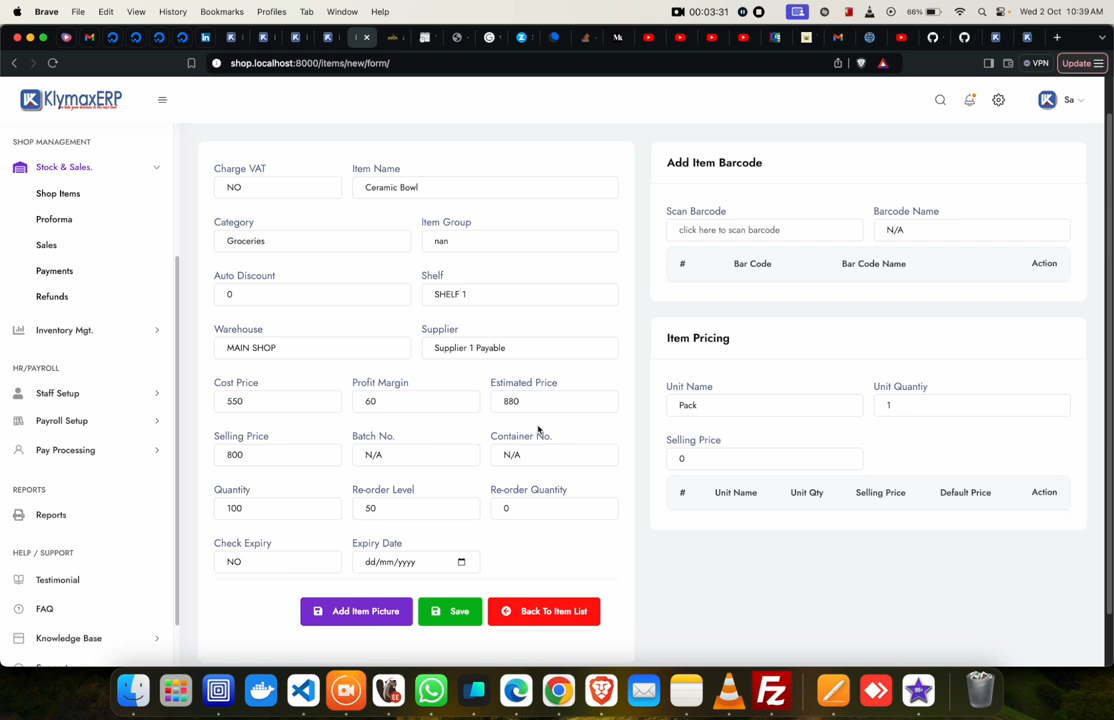 Brave File Edit View History Bookmarks Profiles Tab Window Help 00:03:31 66% Wed 2 Oct 10:39 AM
shop.localhost:8000/items/new/form/ VPN Update
KlymaxERP Sa
SHOP MANAGEMENT
Stock & Sales.
Shop Items
Proforma
Sales
Payments
Refunds
Inventory Mgt.
HR/PAYROLL
Staff Setup
Payroll Setup
Pay Processing
REPORTS
Reports
HELP / SUPPORT
Testimonial
FAQ
Knowledge Base
Charge VAT Item Name
NO Ceramic Bowl
Category Item Group
Groceries nan
Auto Discount Shelf
0 SHELF 1
Warehouse Supplier
MAIN SHOP Supplier 1 Payable
Cost Price Profit Margin Estimated Price
550 60 880
Selling Price Batch No. Container No.
800 N/A N/A
Quantity Re-order Level Re-order Quantity
100 50 0
Check Expiry Expiry Date
NO dd/mm/yyyy
Add Item Picture Save Back To Item List
Add Item Barcode
Scan Barcode Barcode Name
click here to scan barcode N/A
# Bar Code Bar Code Name Action
Item Pricing
Unit Name Unit Quantiy
Pack 1
Selling Price
0
# Unit Name Unit Qty Selling Price Default Price Action